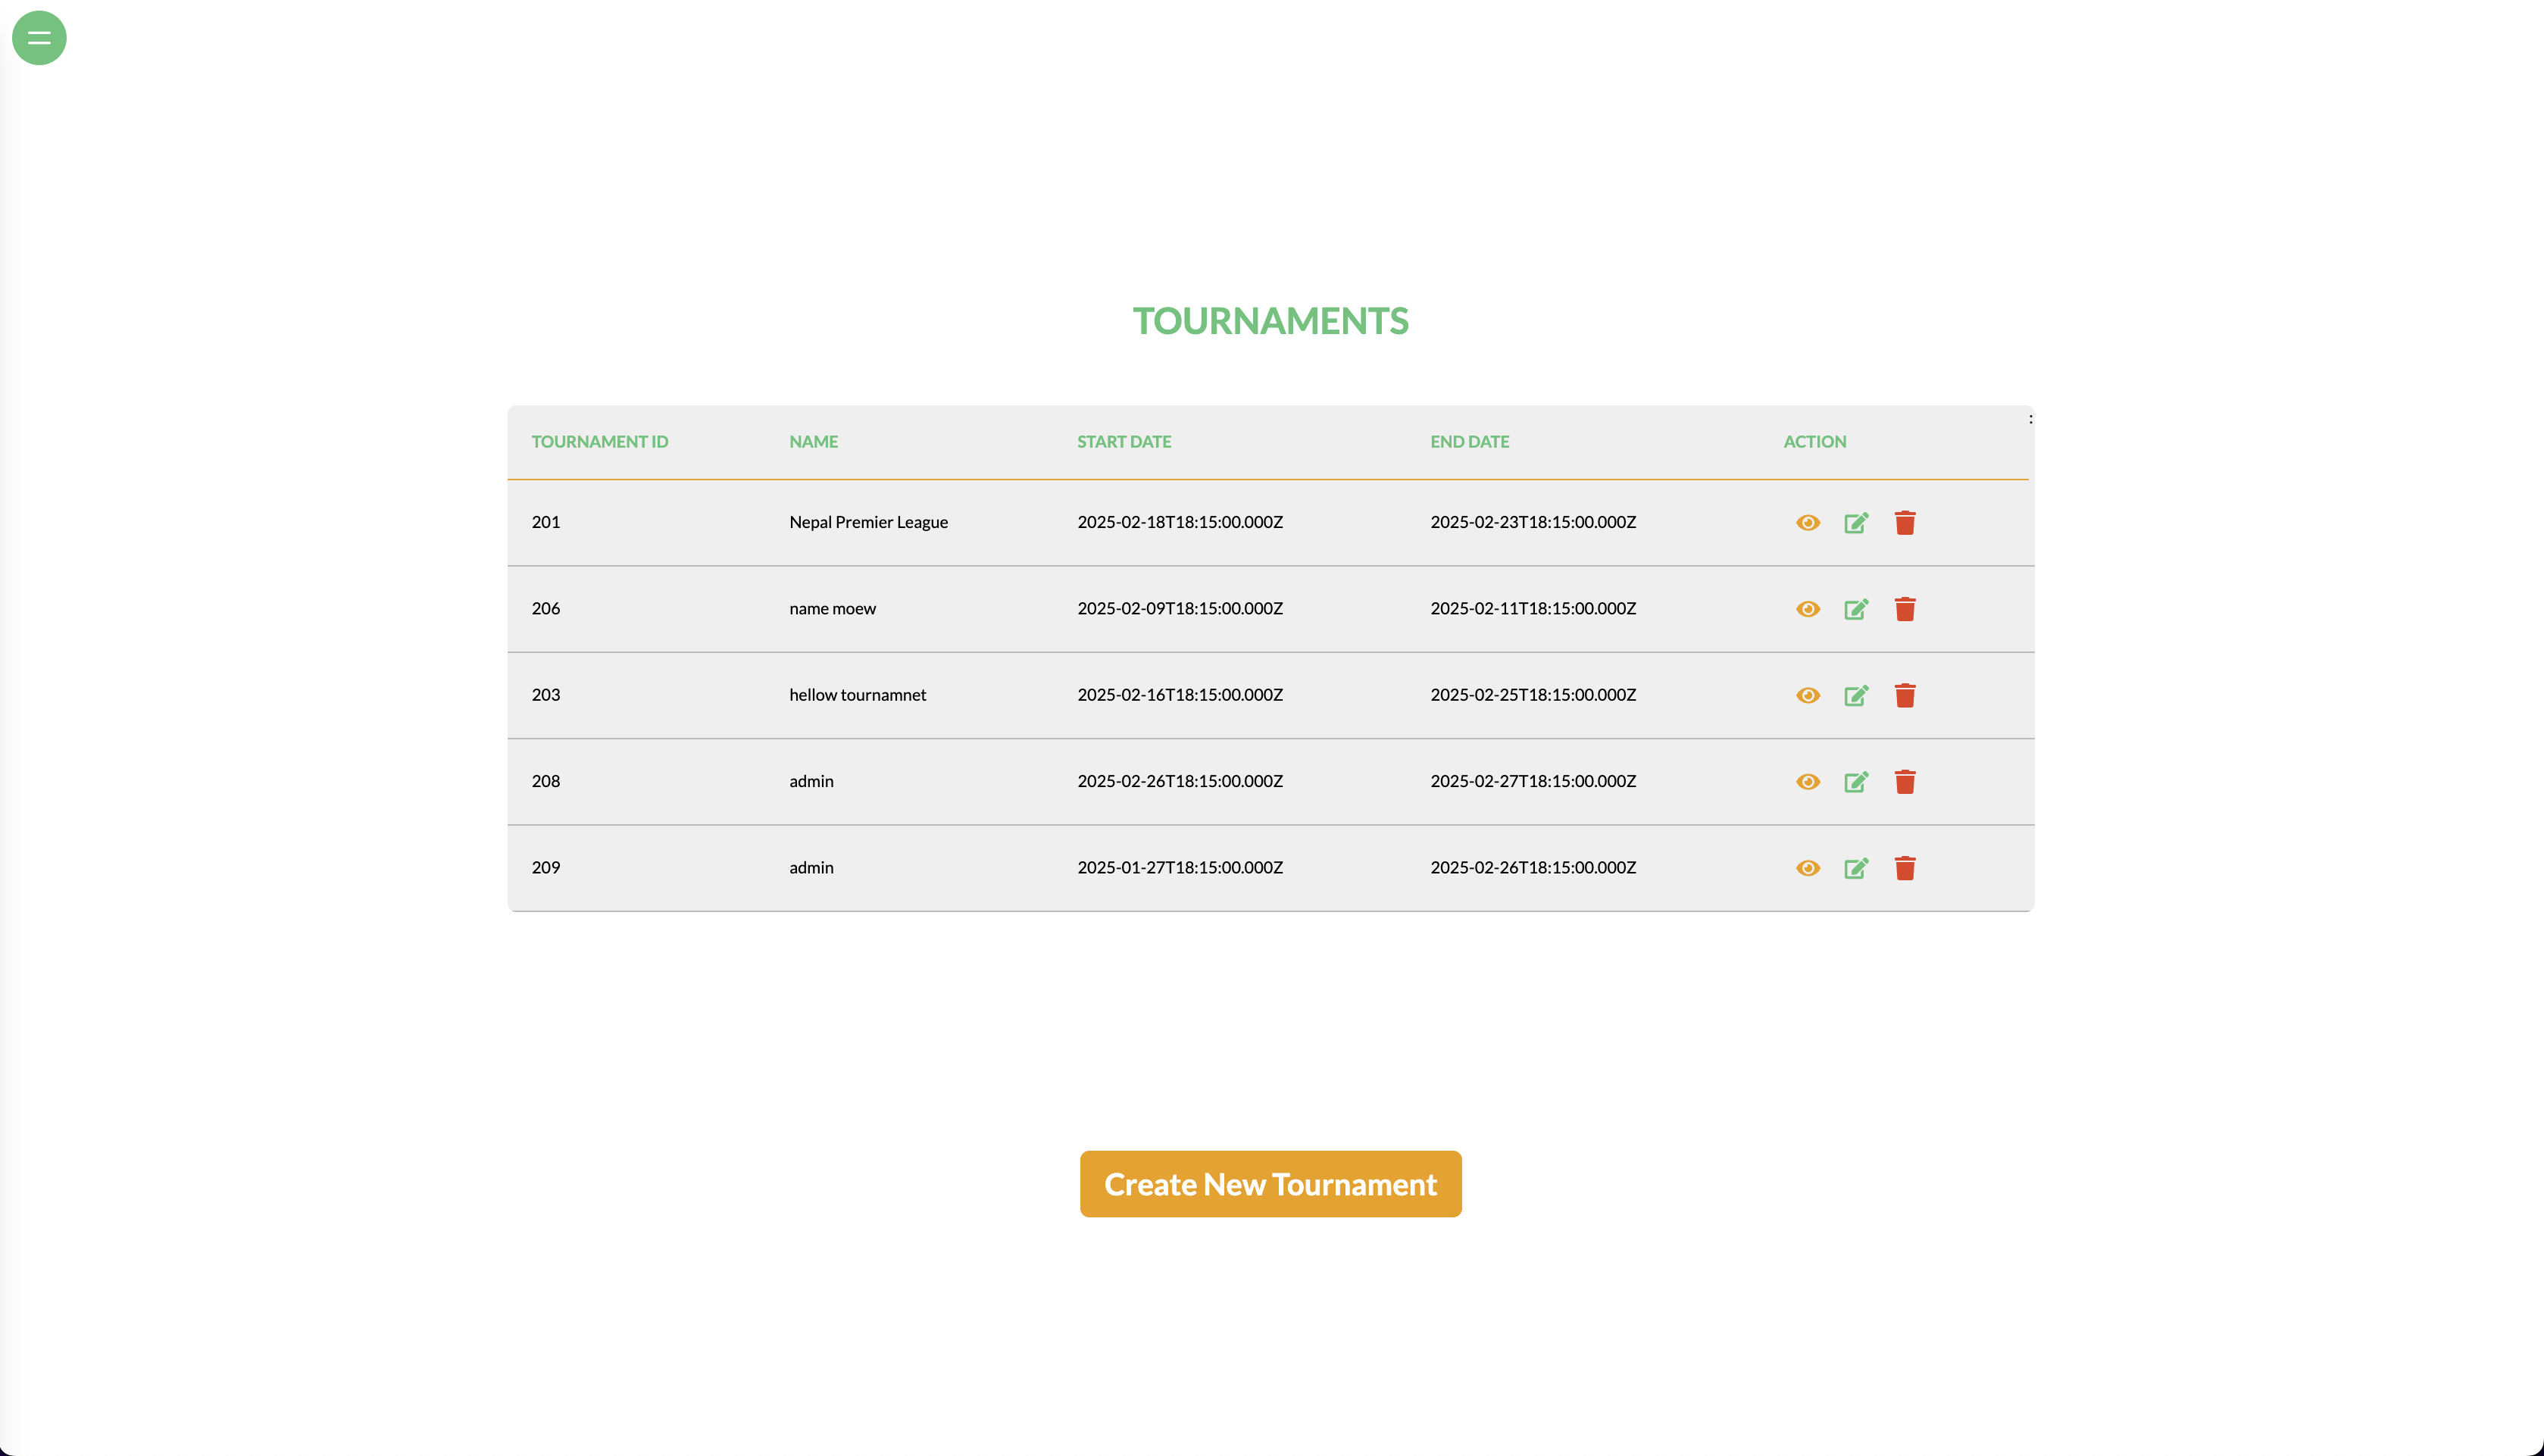 TOURNAMENTS
:
TOURNAMENT ID NAME START DATE END DATE ACTION
201 Nepal Premier League 2025-02-18T18:15:00.000Z 2025-02-23T18:15:00.000Z
206 name moew 2025-02-09T18:15:00.000Z 2025-02-11T18:15:00.000Z
203 hellow tournamnet 2025-02-16T18:15:00.000Z 2025-02-25T18:15:00.000Z
208 admin 2025-02-26T18:15:00.000Z 2025-02-27T18:15:00.000Z
209 admin 2025-01-27T18:15:00.000Z 2025-02-26T18:15:00.000Z
Create New Tournament